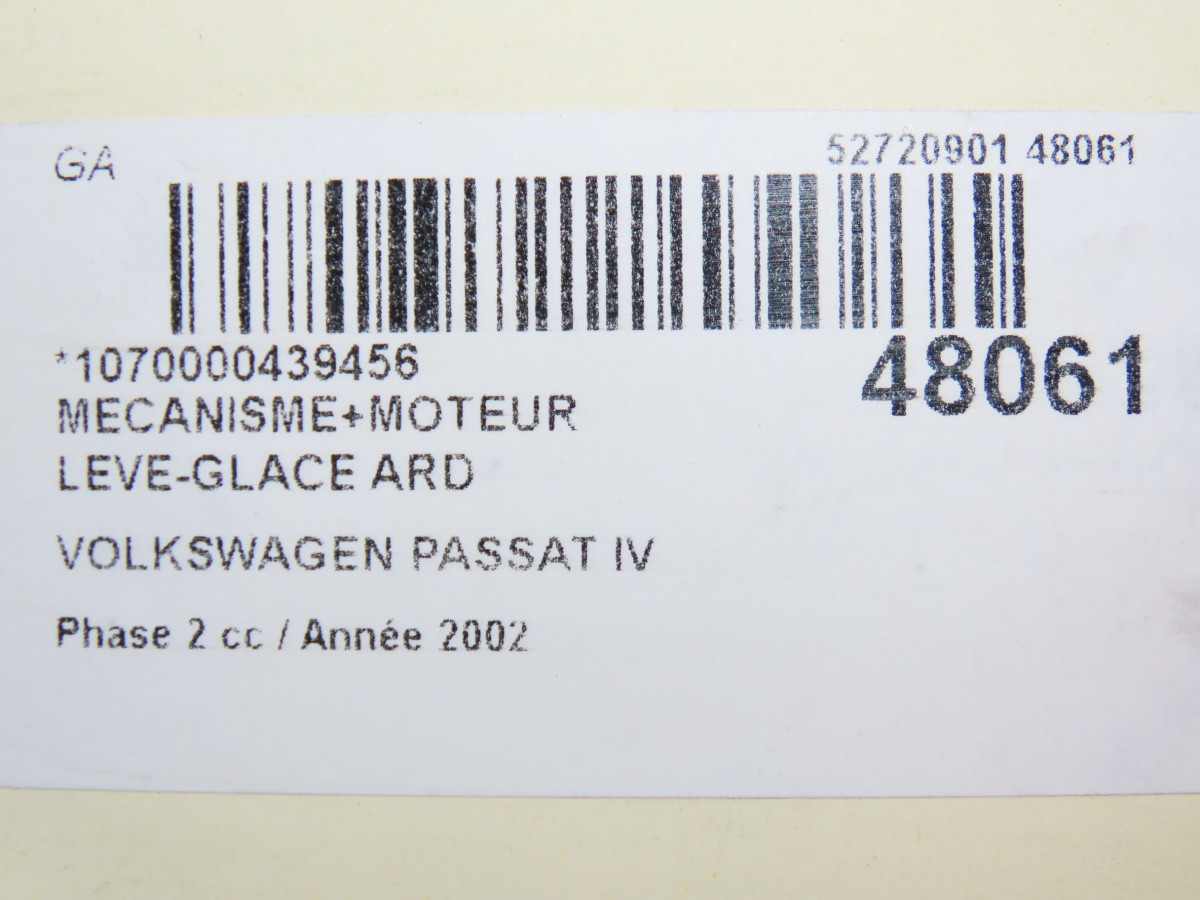 GA
52720901 48061
*1070000439456
48061
MECANISME+MOTEUR
LEVE-GLACE ARD
VOLKSWAGEN PASSAT IV
Phase 2 cc / Année 2002